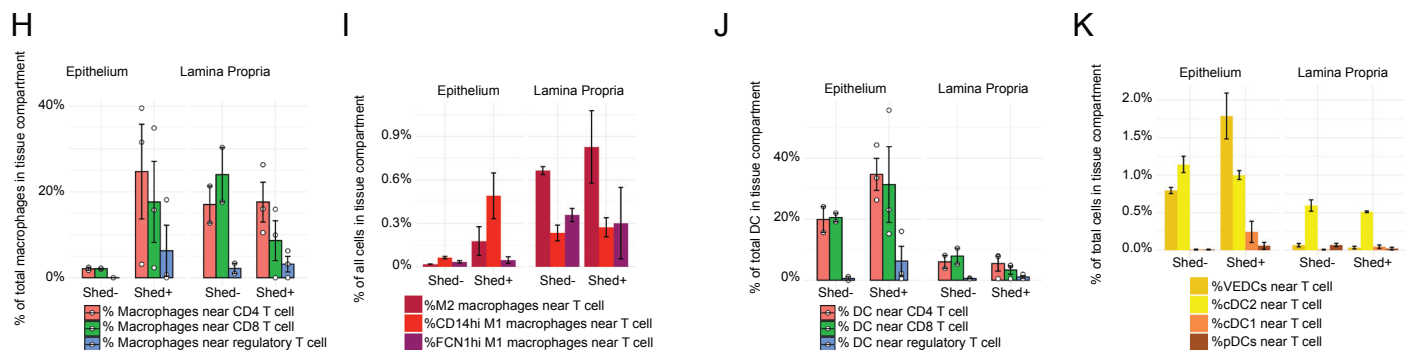 H
Epithelium
Lamina Propria
% of total macrophages in tissue compartment
40%
20%
0%
Shed-
Shed+
Shed-
Shed+
% Macrophages near CD4 T cell
% Macrophages near CD8 T cell
% Macrophages near regulatory T cell
I
Epithelium
Lamina Propria
% of all cells in tissue compartment
0.9%
0.6%
0.3%
0%
Shed-
Shed+
Shed-
Shed+
%M2 macrophages near T cell
%CD14hi M1 macrophages near T cell
%FCN1hi M1 macrophages near T cell
J
Epithelium
Lamina Propria
% of total DC in tissue compartment
40%
20%
0%
Shed-
Shed+
Shed-
Shed+
% DC near CD4 T cell
% DC near CD8 T cell
% DC near regulatory T cell
K
Epithelium
Lamina Propria
% of total cells in tissue compartment
2.0%
1.5%
1.0%
0.5%
0.0%
Shed-
Shed+
Shed-
Shed+
%VEDCs near T cell
%cDC2 near T cell
%cDC1 near T cell
%pDCs near T cell